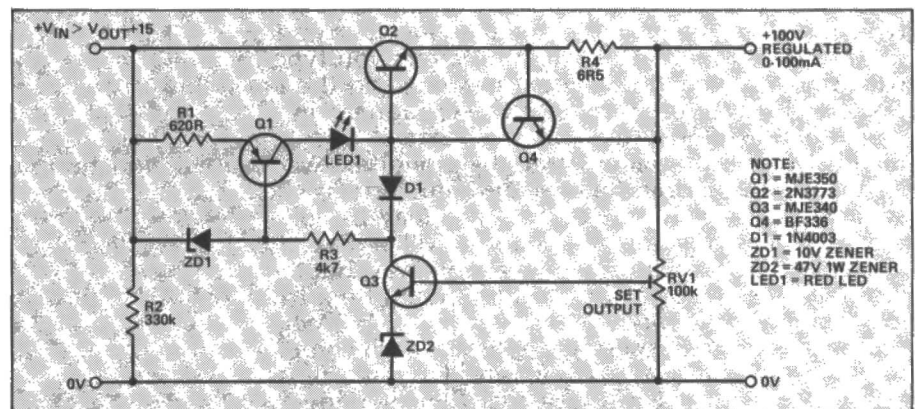 +VIN > VOUT+15
Q2
R4
6R5
+100V
REGULATED
0-100mA
R1
620R
Q1
LED1
Q4
D1
NOTE:
Q1 = MJE350
Q2 = 2N3773
Q3 = MJE340
Q4 = BF336
D1 = 1N4003
ZD1 = 10V ZENER
ZD2 = 47V 1W ZENER
LED1 = RED LED
ZD1
R3
4k7
Q3
R2
330k
SET
OUTPUT
RV1
100k
ZD2
0V
0V